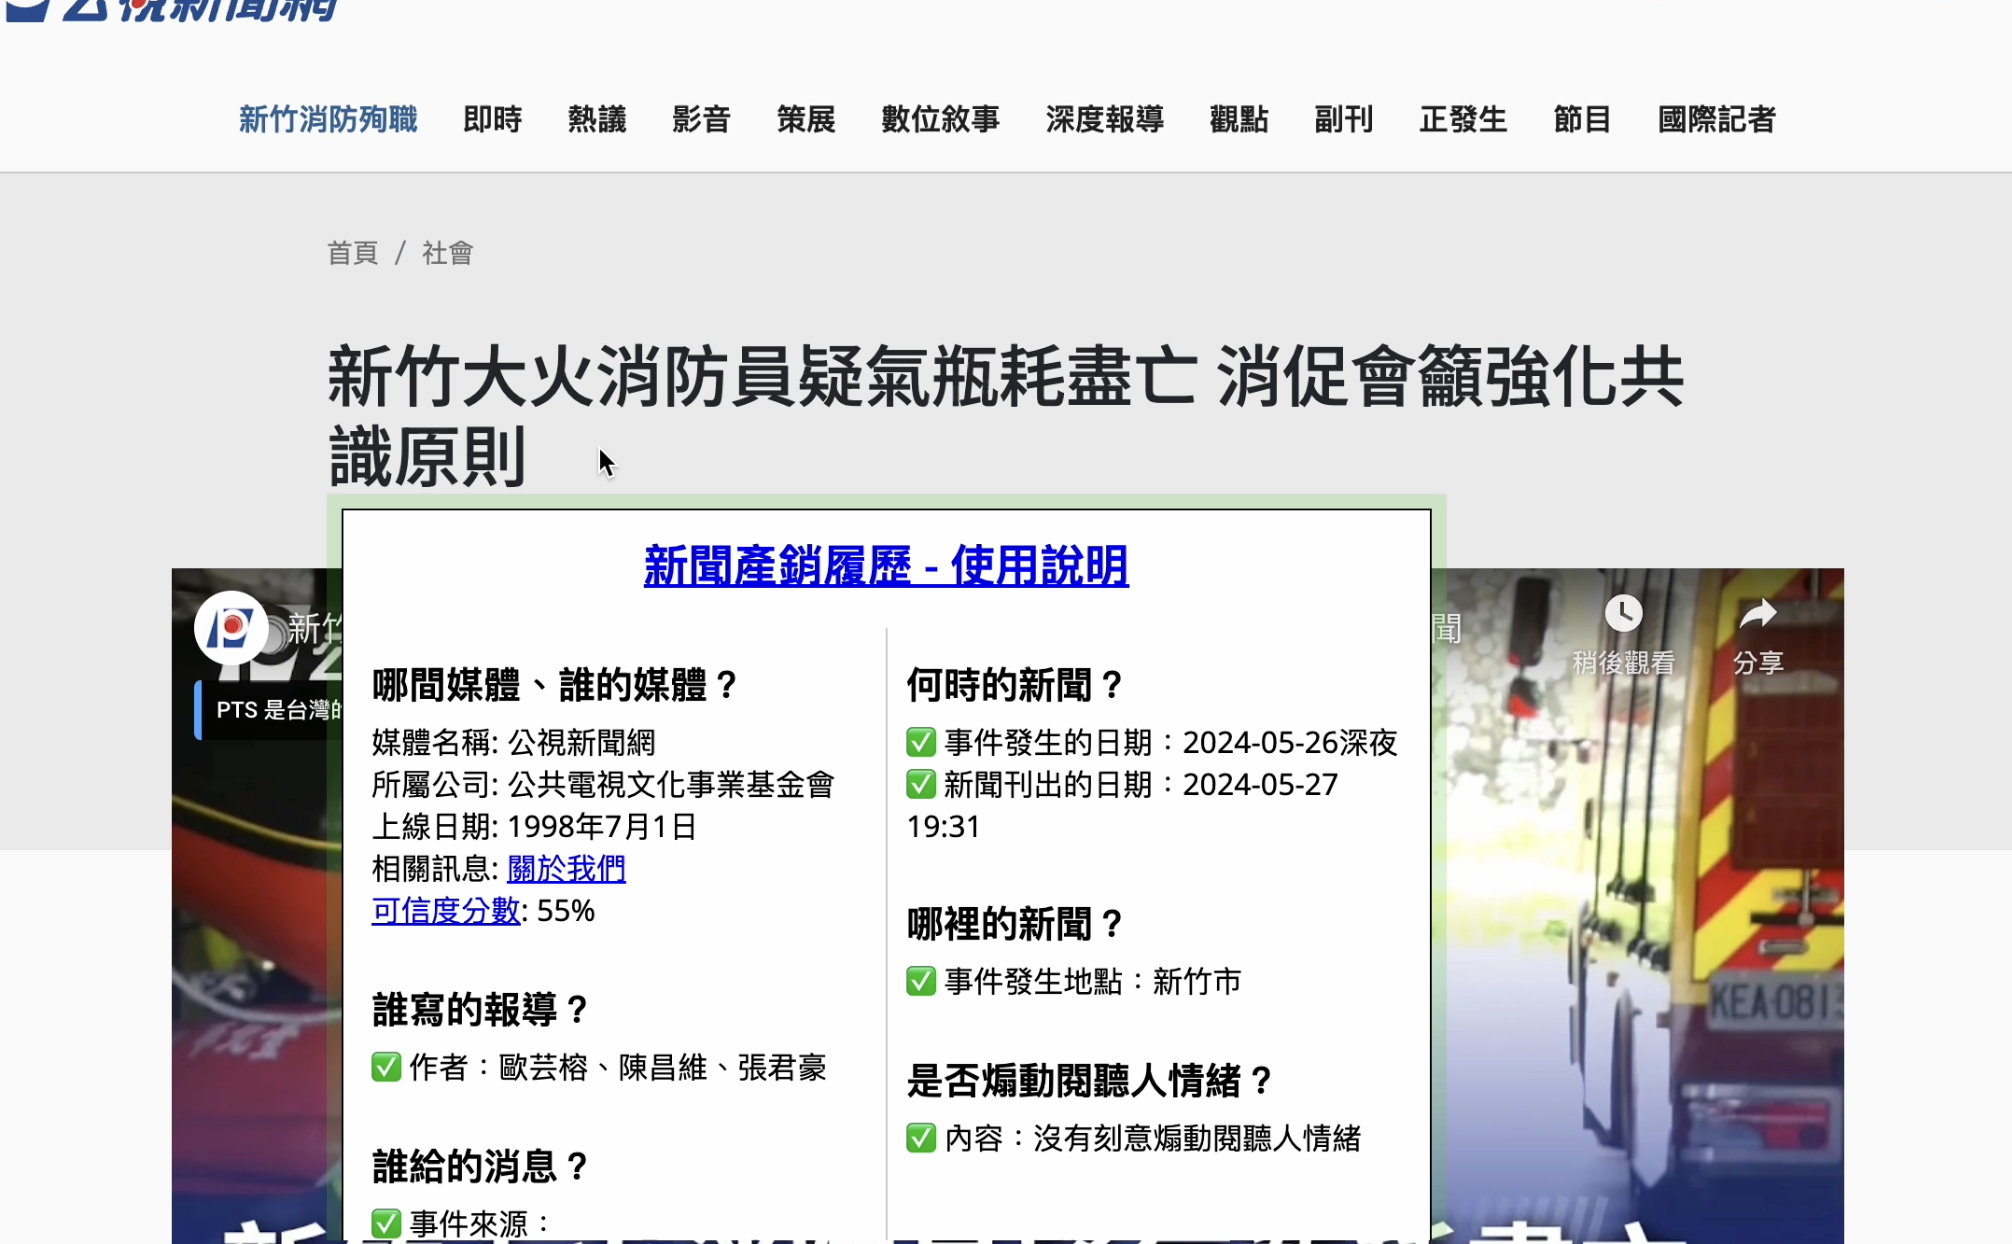 公視新聞網
新竹消防殉職 即時 熱議 影音 策展 數位敘事 深度報導 觀點 副刊 正發生 節目 國際記者
首頁 / 社會
新竹大火消防員疑氣瓶耗盡亡 消促會籲強化共
識原則
新聞產銷履歷 - 使用說明
新竹
聞
稍後觀看
分享
PTS 是台灣的
哪間媒體、誰的媒體？
媒體名稱: 公視新聞網
所屬公司: 公共電視文化事業基金會
上線日期: 1998年7月1日
相關訊息: 關於我們
可信度分數: 55%
誰寫的報導？
✅ 作者：歐芸榕、陳昌維、張君豪
誰給的消息？
✅ 事件來源：
何時的新聞？
✅ 事件發生的日期：2024-05-26深夜
✅ 新聞刊出的日期：2024-05-27
19:31
哪裡的新聞？
✅ 事件發生地點：新竹市
是否煽動閱聽人情緒？
✅ 內容：沒有刻意煽動閱聽人情緒
KEA-081